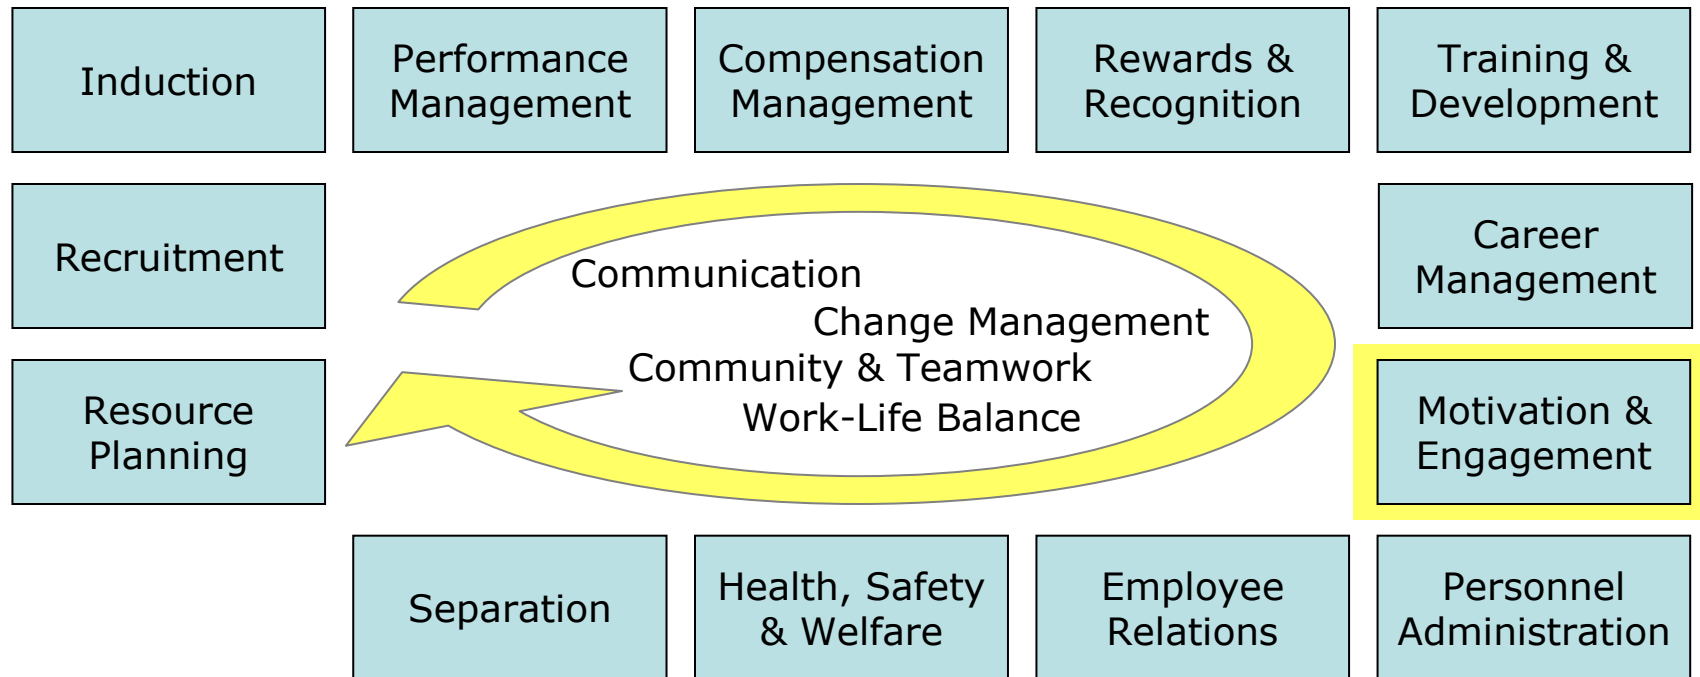 Induction
Performance
Management
Compensation
Management
Rewards &
Recognition
Training &
Development
Recruitment
Communication
Change Management
Community & Teamwork
Work-Life Balance
Career
Management
Resource
Planning
Motivation &
Engagement
Separation
Health, Safety
& Welfare
Employee
Relations
Personnel
Administration